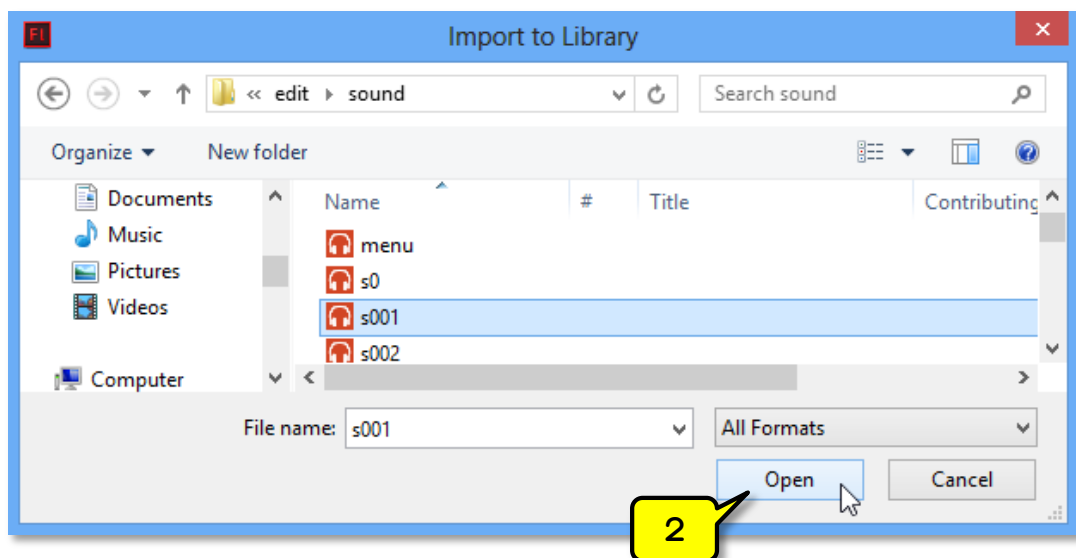 Fl
Import to Library
« edit sound
Search sound
Organize
New folder
Documents
Music
Pictures
Videos
Computer
Name
#
Title
Contributing
menu
s0
s001
s002
File name:
s001
All Formats
Open
Cancel
2